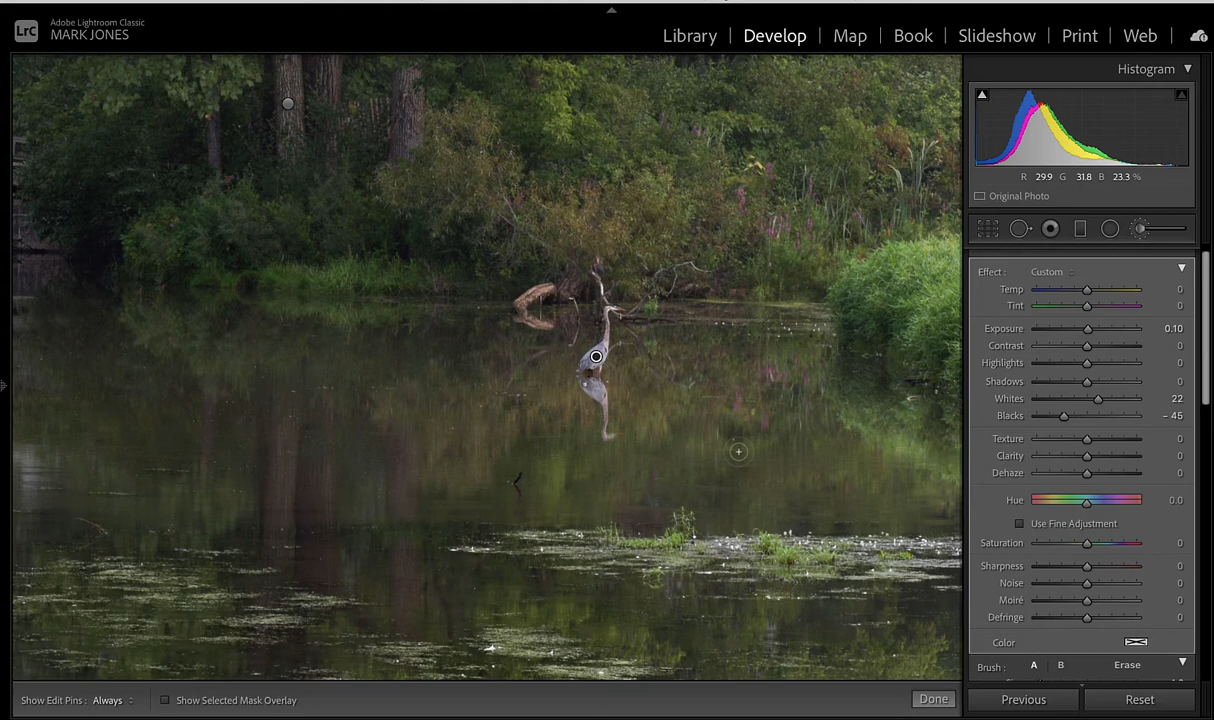 LrC
Adobe Lightroom Classic
MARK JONES
Library | Develop | Map | Book | Slideshow | Print | Web |
Histogram
R 29.9 G 31.8 B 23.3 %
Original Photo
Effect : Custom
Temp 0
Tint 0
Exposure 0.10
Contrast 0
Highlights 0
Shadows 0
Whites 22
Blacks – 45
Texture 0
Clarity 0
Dehaze 0
Hue 0.0
Use Fine Adjustment
Saturation 0
Sharpness 0
Noise 0
Moiré 0
Defringe 0
Color
Brush : A B Erase
Show Edit Pins : Always Show Selected Mask Overlay Done Previous Reset